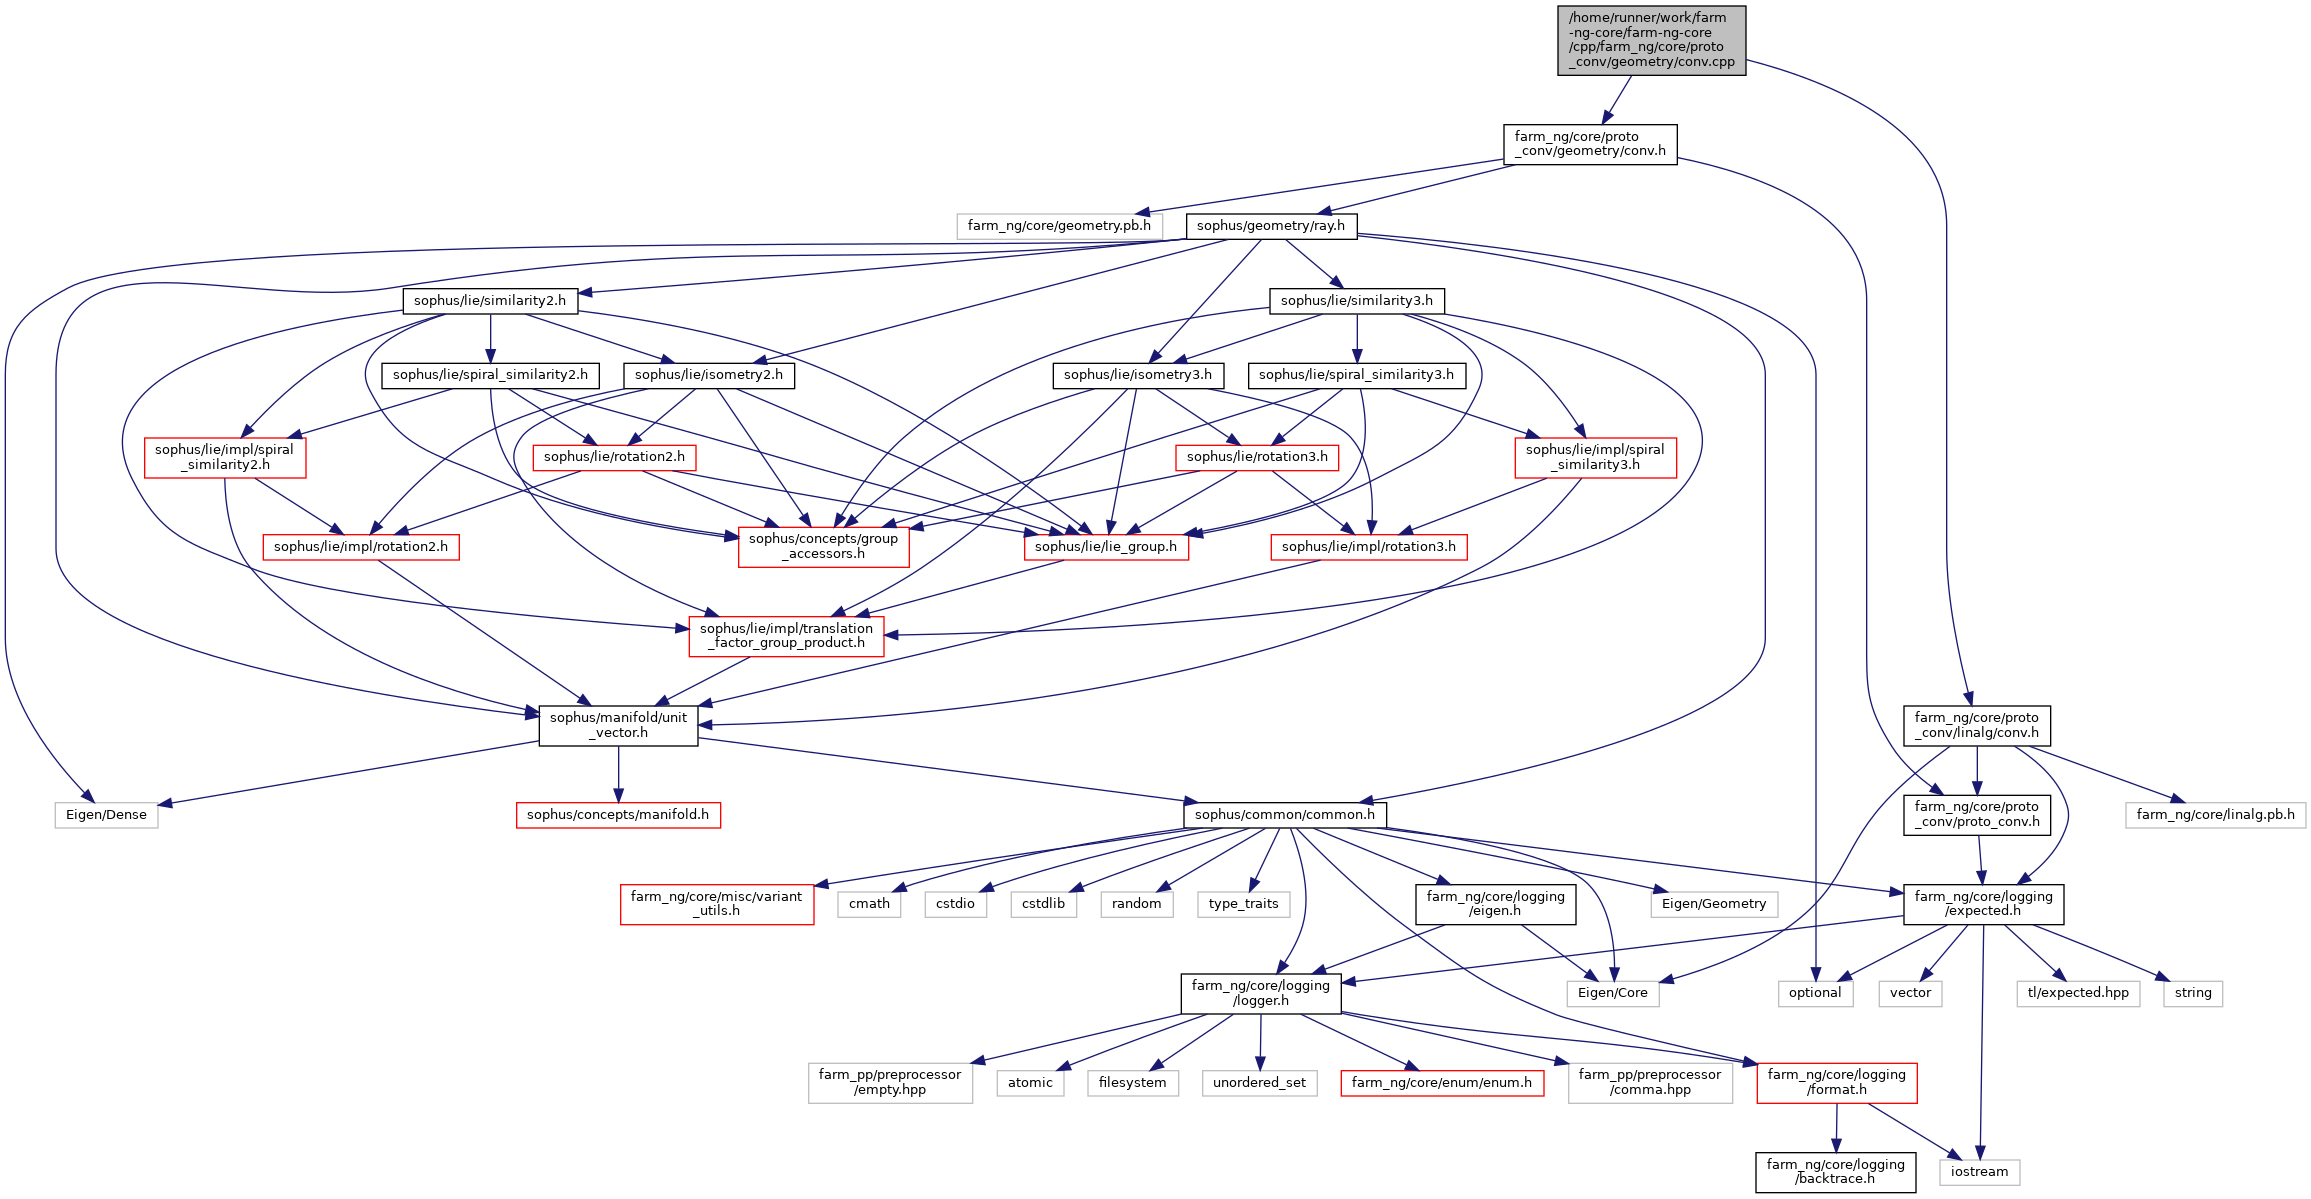 /home/runner/work/farm
-ng-core/farm-ng-core
/cpp/farm_ng/core/proto
_conv/geometry/conv.cpp
farm_ng/core/proto
_conv/geometry/conv.h
farm_ng/core/geometry.pb.h
sophus/geometry/ray.h
sophus/lie/similarity2.h
sophus/lie/similarity3.h
sophus/lie/spiral_similarity2.h
sophus/lie/isometry2.h
sophus/lie/isometry3.h
sophus/lie/spiral_similarity3.h
sophus/lie/impl/spiral
_similarity2.h
sophus/lie/rotation2.h
sophus/lie/rotation3.h
sophus/lie/impl/spiral
_similarity3.h
sophus/lie/impl/rotation2.h
sophus/concepts/group
_accessors.h
sophus/lie/lie_group.h
sophus/lie/impl/rotation3.h
sophus/lie/impl/translation
_factor_group_product.h
sophus/manifold/unit
_vector.h
farm_ng/core/proto
_conv/linalg/conv.h
Eigen/Dense
sophus/concepts/manifold.h
sophus/common/common.h
farm_ng/core/proto
_conv/proto_conv.h
farm_ng/core/linalg.pb.h
farm_ng/core/misc/variant
_utils.h
cmath
cstdio
cstdlib
random
type_traits
farm_ng/core/logging
/eigen.h
Eigen/Geometry
farm_ng/core/logging
/expected.h
farm_ng/core/logging
/logger.h
Eigen/Core
optional
vector
tl/expected.hpp
string
farm_pp/preprocessor
/empty.hpp
atomic
filesystem
unordered_set
farm_ng/core/enum/enum.h
farm_pp/preprocessor
/comma.hpp
farm_ng/core/logging
/format.h
farm_ng/core/logging
/backtrace.h
iostream